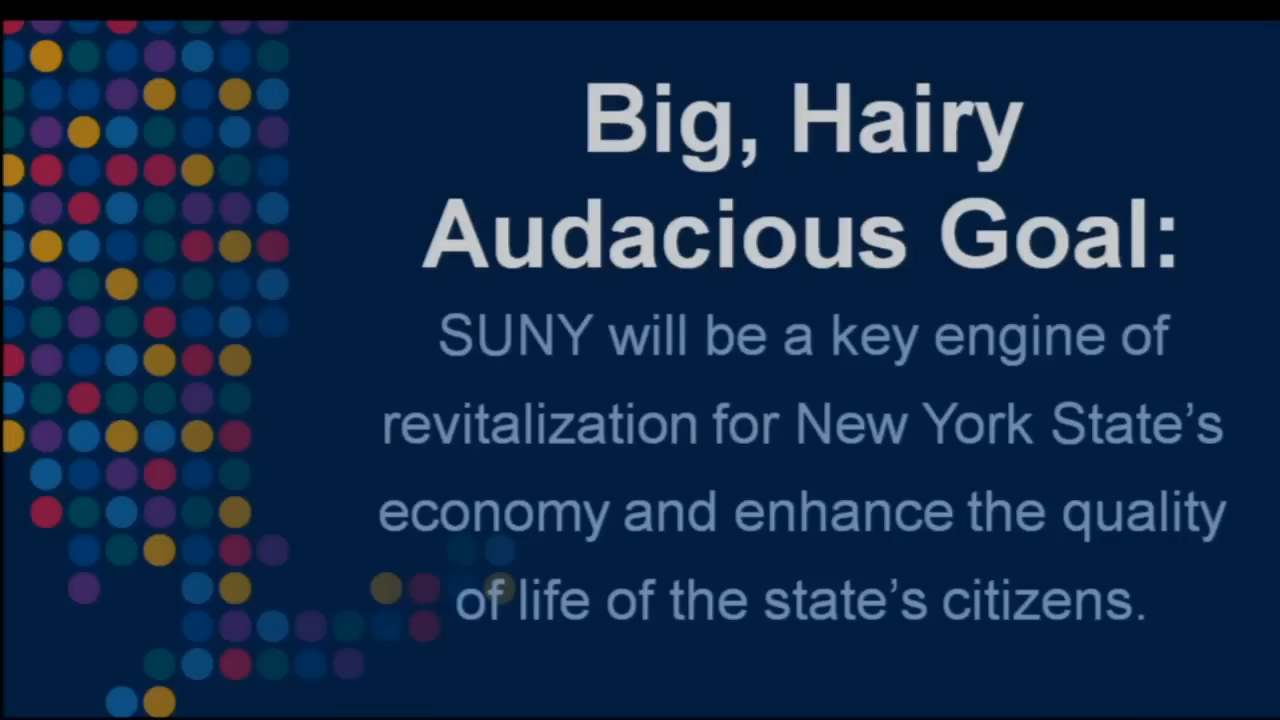 Big, Hairy
Audacious Goal:
SUNY will be a key engine of
revitalization for New York State’s
economy and enhance the quality
of life of the state’s citizens.